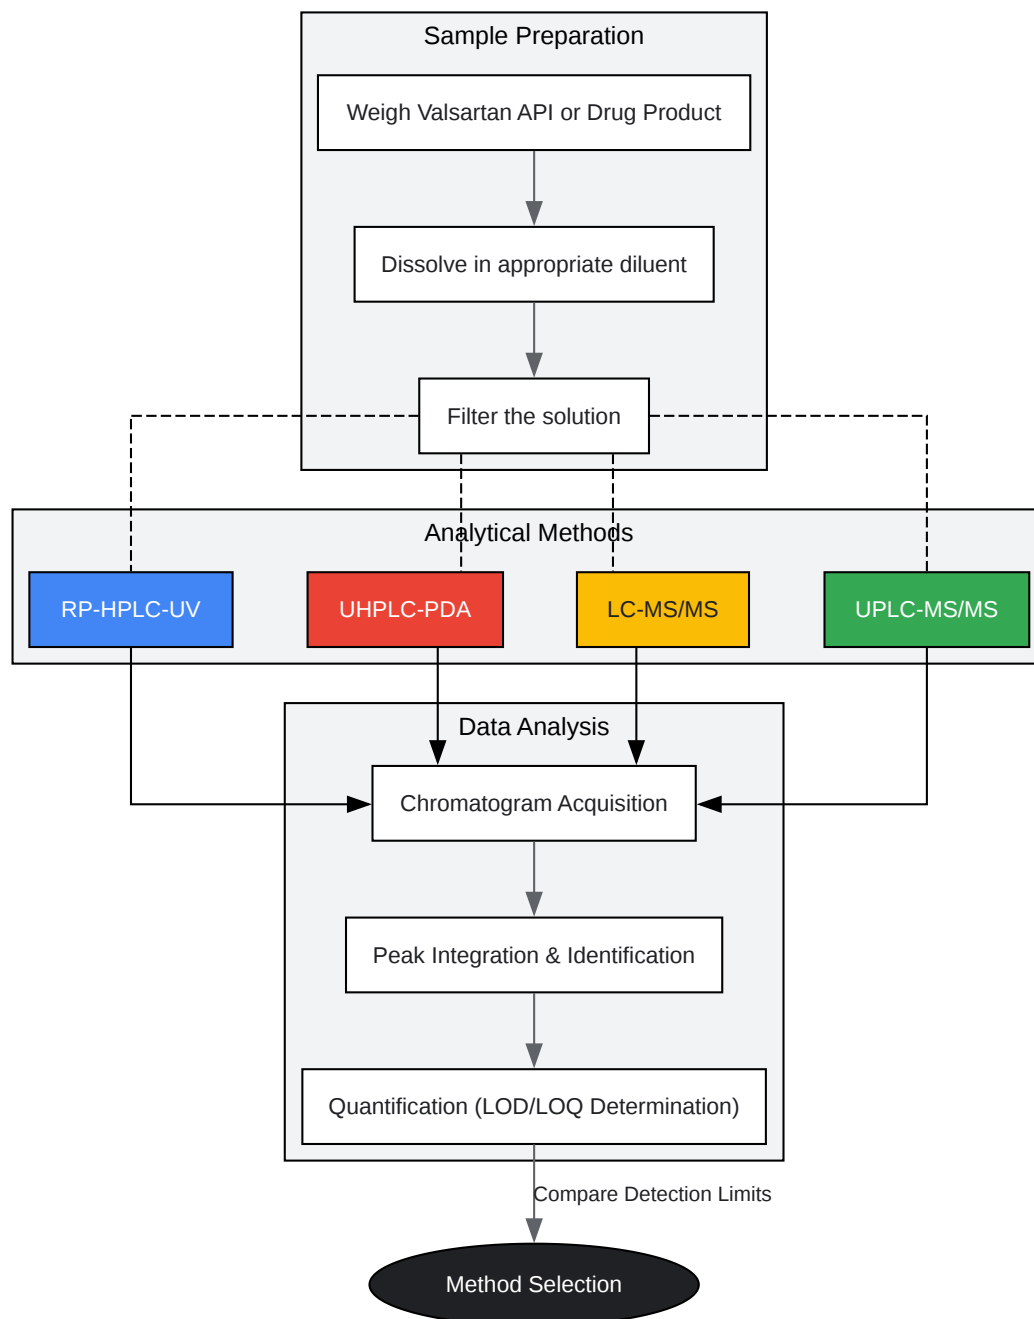 Sample Preparation
Weigh Valsartan API or Drug Product
Dissolve in appropriate diluent
Filter the solution
Analytical Methods
RP-HPLC-UV
UHPLC-PDA
LC-MS/MS
UPLC-MS/MS
Data Analysis
Chromatogram Acquisition
Peak Integration & Identification
Quantification (LOD/LOQ Determination)
Compare Detection Limits
Method Selection